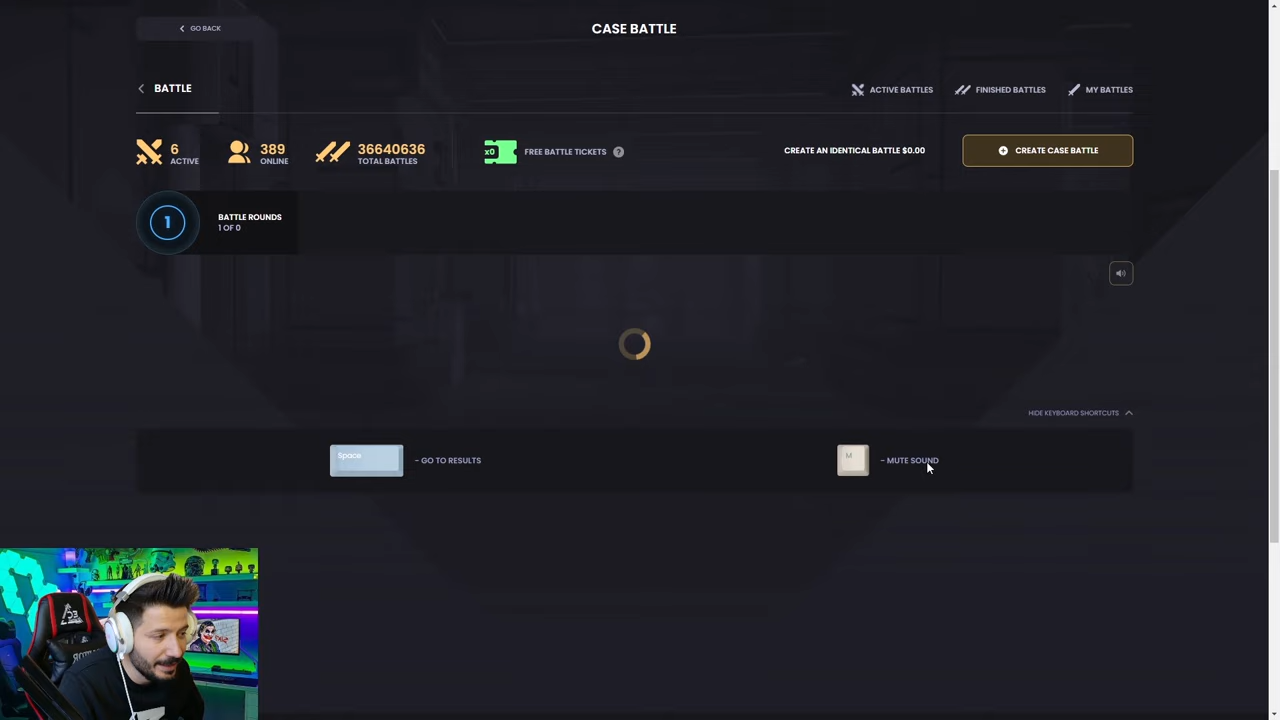 GO BACK
CASE BATTLE
BATTLE
ACTIVE BATTLES
FINISHED BATTLES
MY BATTLES
6
ACTIVE
389
ONLINE
36640636
TOTAL BATTLES
x0
FREE BATTLE TICKETS
?
CREATE AN IDENTICAL BATTLE $0.00
CREATE CASE BATTLE
1
BATTLE ROUNDS
1 OF 0
HIDE KEYBOARD SHORTCUTS
Space
- GO TO RESULTS
M
- MUTE SOUND